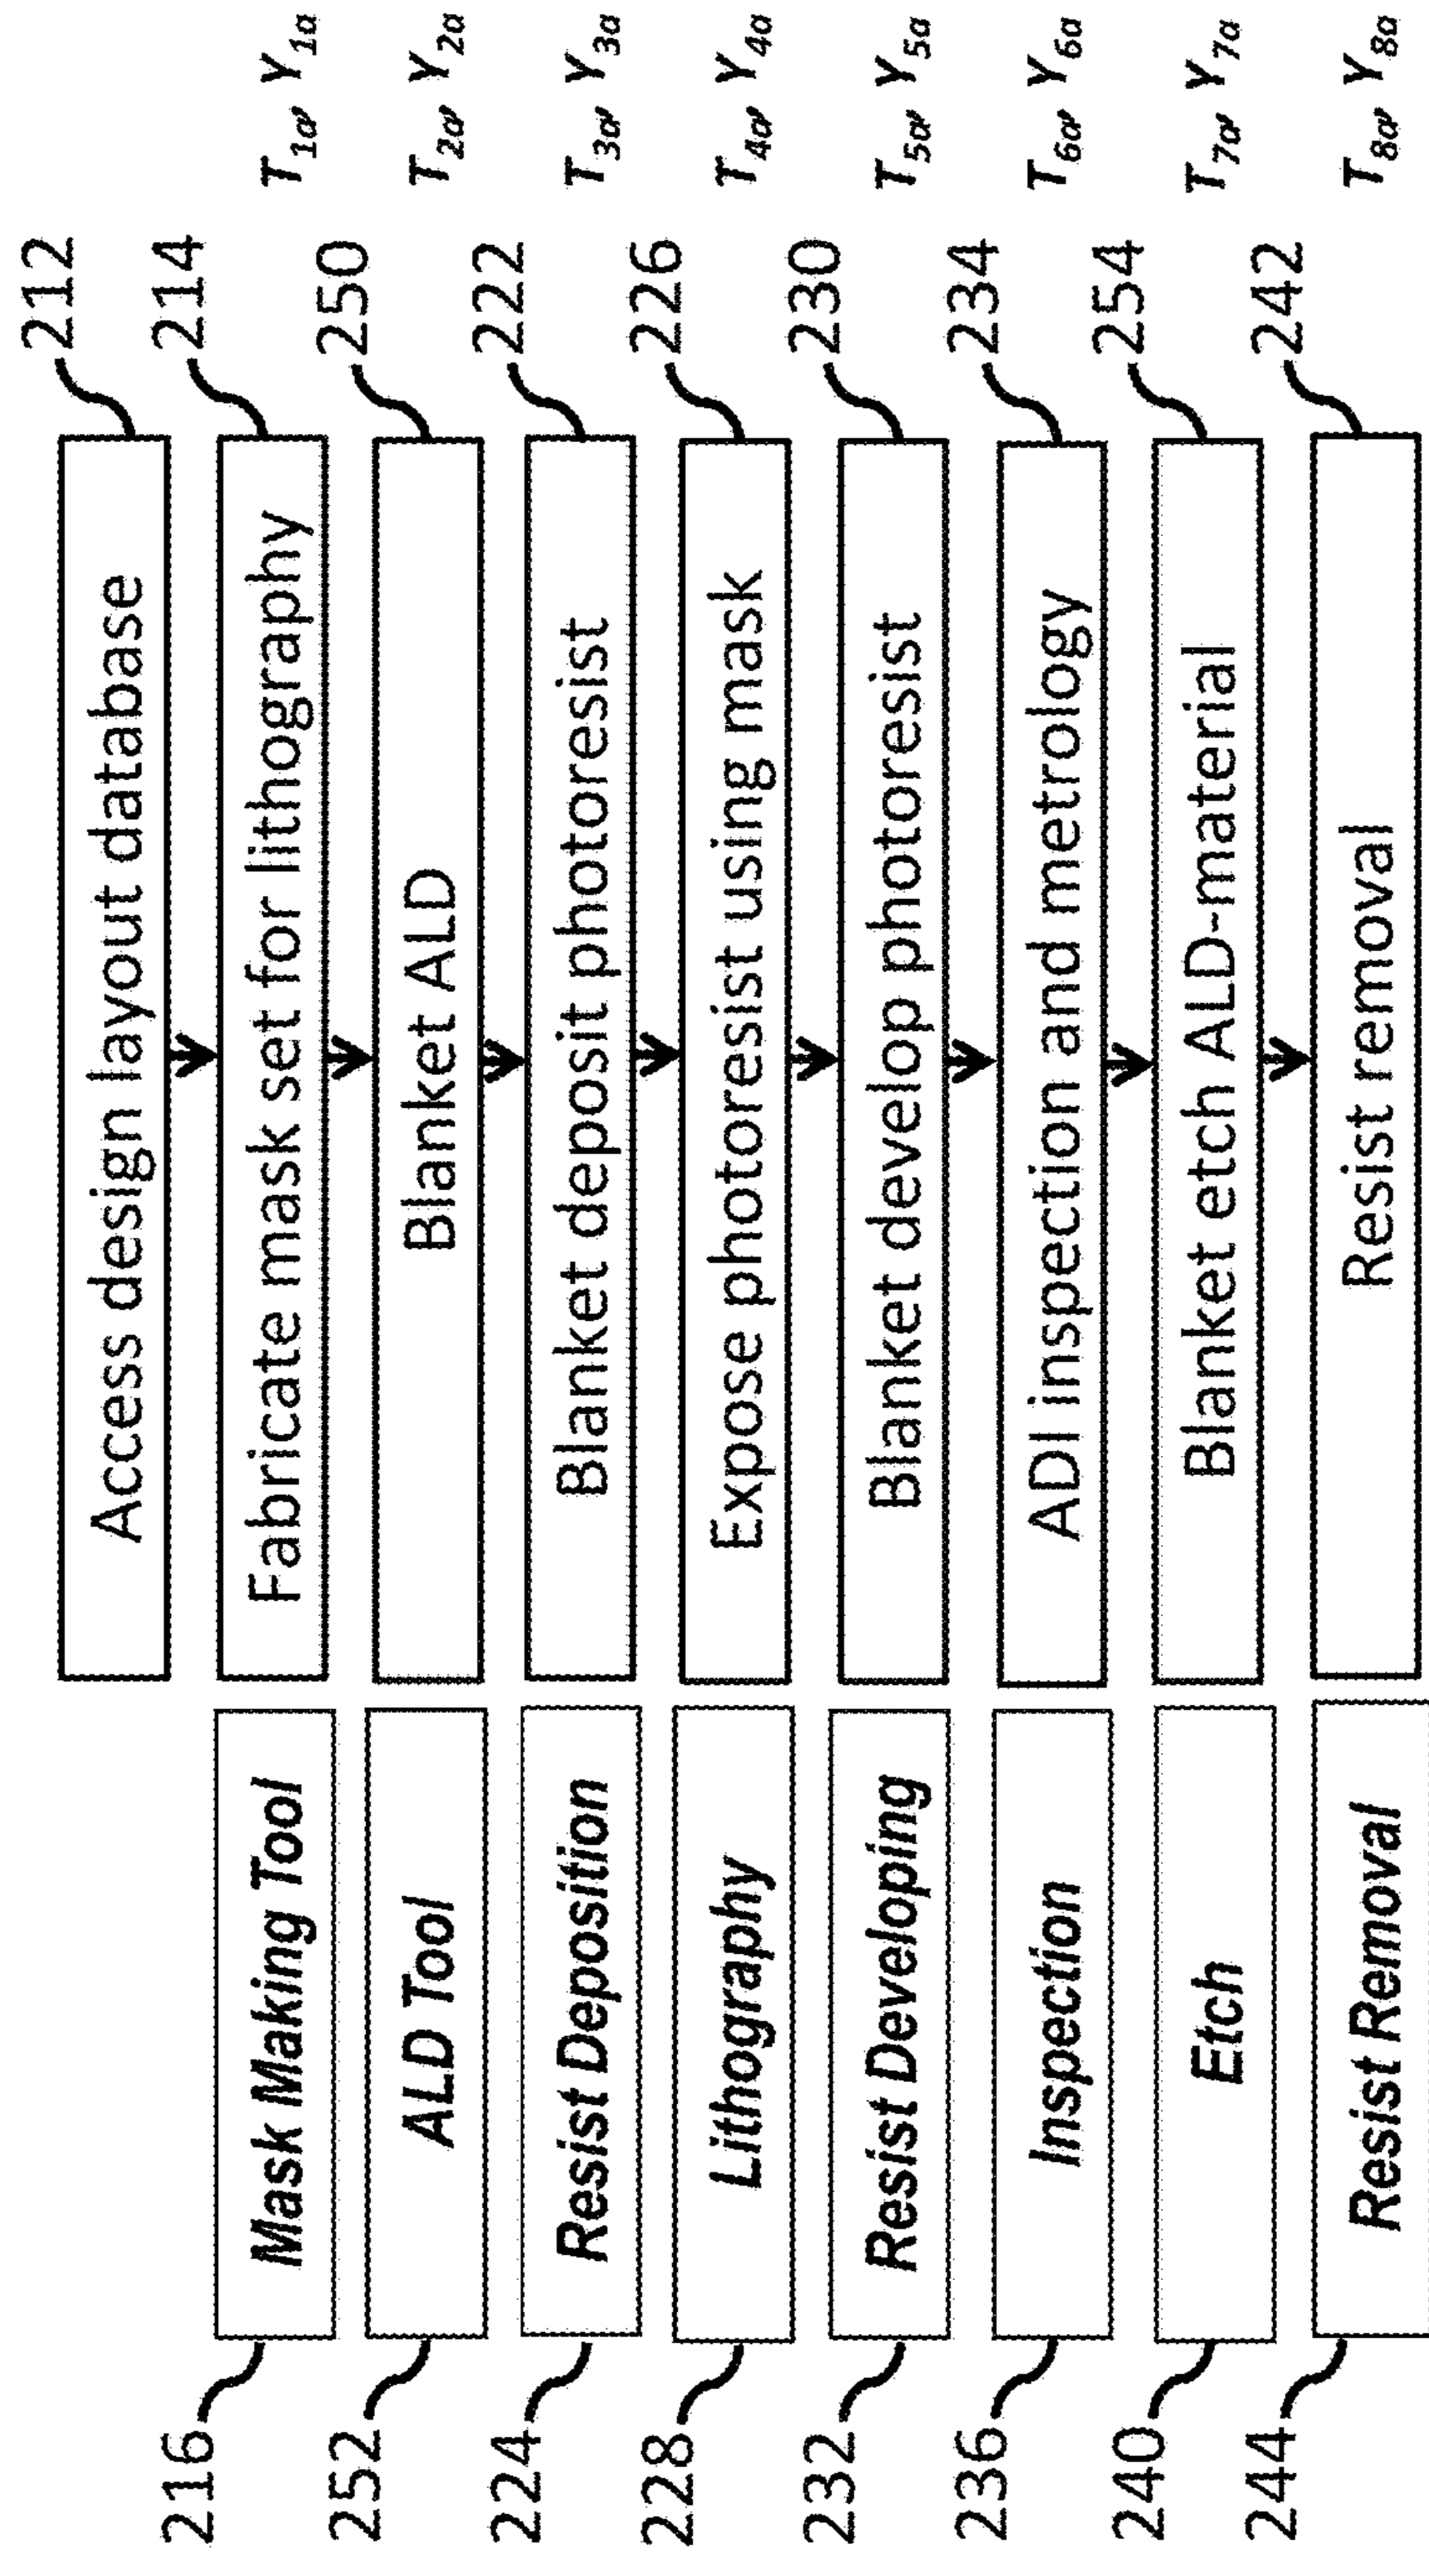 212
Access design layout database
214
216 Mask Making Tool Fabricate mask set for lithography T1a, Y1a
250
252 ALD Tool Blanket ALD T2a, Y2a
222
224 Resist Deposition Blanket deposit photoresist T3a, Y3a
226
228 Lithography Expose photoresist using mask T4a, Y4a
230
232 Resist Developing Blanket develop photoresist T5a, Y5a
234
236 Inspection ADI inspection and metrology T6a, Y6a
254
240 Etch Blanket etch ALD-material T7a, Y7a
242
244 Resist Removal Resist removal T8a, Y8a